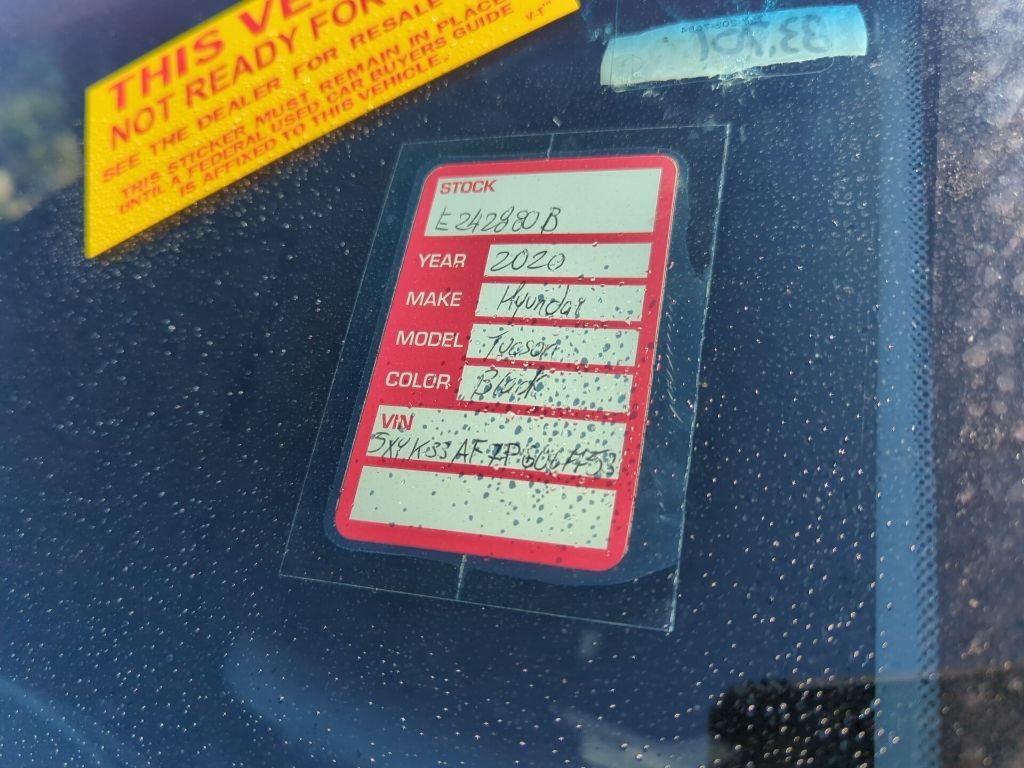 THIS VE
NOT READY FOR
SEE THE DEALER FOR RESALE
THIS STICKER MUST REMAIN IN PLACE
UNTIL A FEDERAL USED CAR BUYERS GUIDE
IS AFFIXED TO THIS VEHICLE.
V-1™
STOCK
E242880B
YEAR 2020
MAKE Hyundai
MODEL Tucson
COLOR Black
VIN